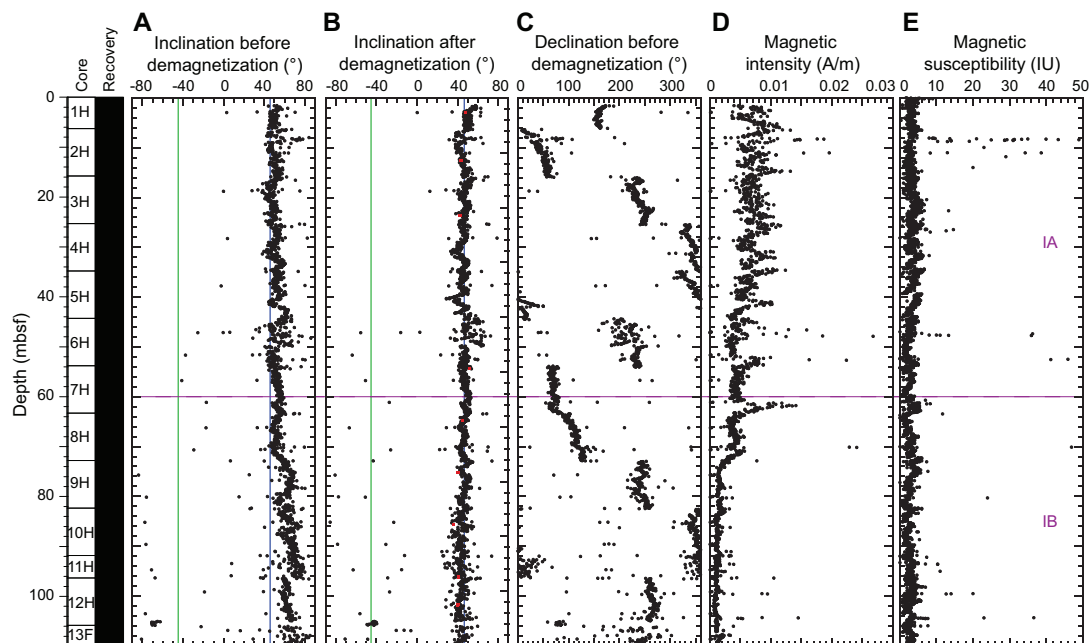 A B C D E
Inclination before
demagnetization (°)
Inclination after
demagnetization (°)
Declination before
demagnetization (°)
Magnetic
intensity (A/m)
Magnetic
susceptibility (IU)
Core
Recovery
-80 -40 0 40 80
-80 -40 0 40 80
0 100 200 300
0 0.01 0.02 0.03
0 10 20 30 40 50
Depth (mbsf)
0
20
40
60
80
100
1H
2H
3H
4H
5H
6H
7H
8H
9H
10H
11H
12H
13F
IA
IB